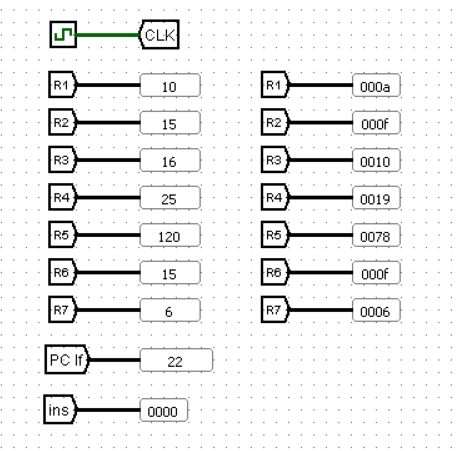 CLK
R1 10 R1 000a
R2 15 R2 000f
R3 16 R3 0010
R4 25 R4 0019
R5 120 R5 0078
R6 15 R6 000f
R7 6 R7 0006
PC If 22
ins 0000